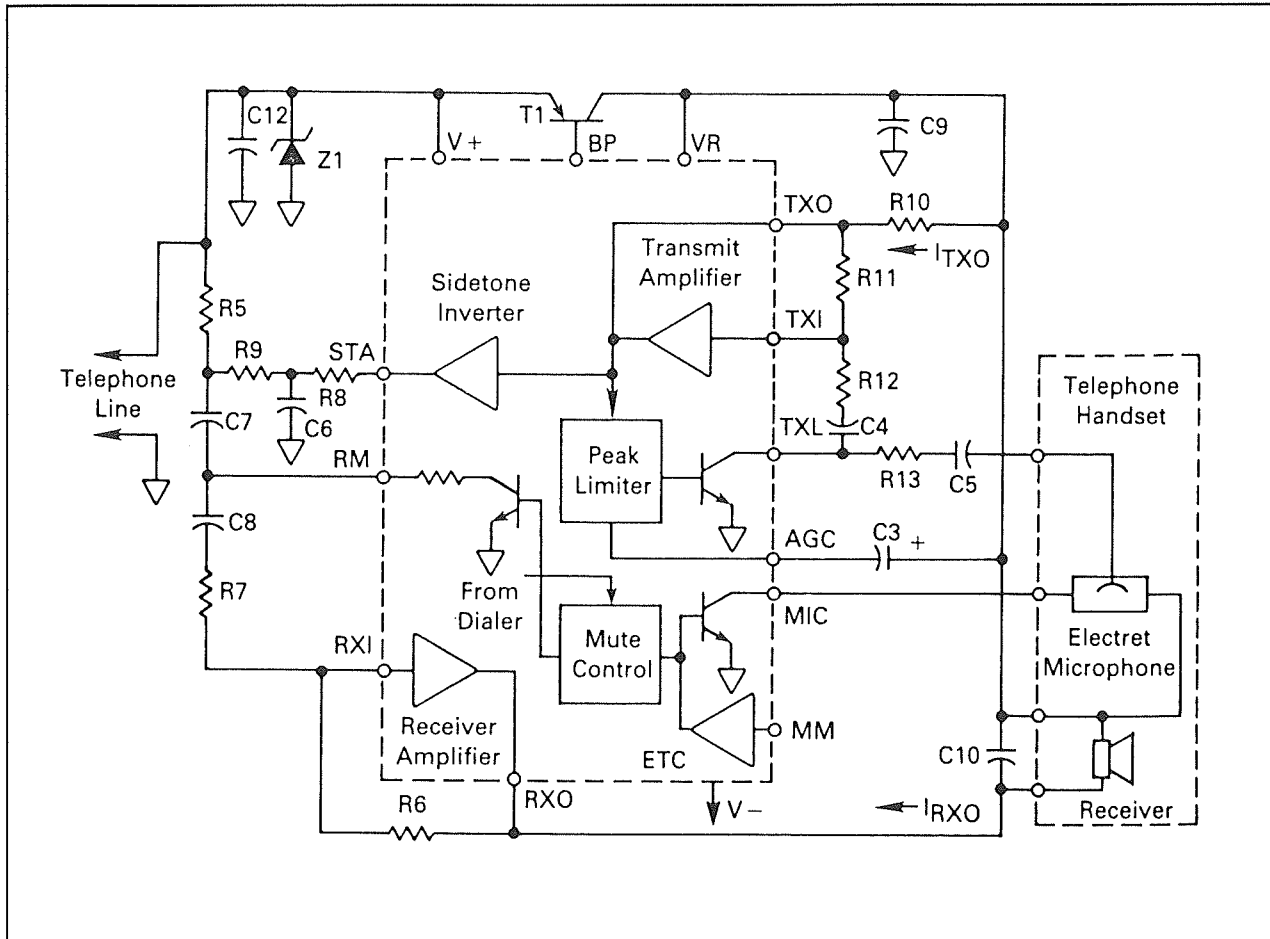 C12
Z1
V+
T1
BP
VR
C9
TXO
R10
ITXO
Transmit
Amplifier
R11
Sidetone
Inverter
TXI
R5
R9
STA
R8
C6
R12
Telephone
Line
C7
TXL
C4
Telephone
Handset
RM
Peak
Limiter
R13
C5
C8
AGC
C3
+
R7
From
Dialer
MIC
Mute
Control
Electret
Microphone
RXI
Receiver
Amplifier
MM
ETC
C10
RXO
V−
R6
IRXO
Receiver